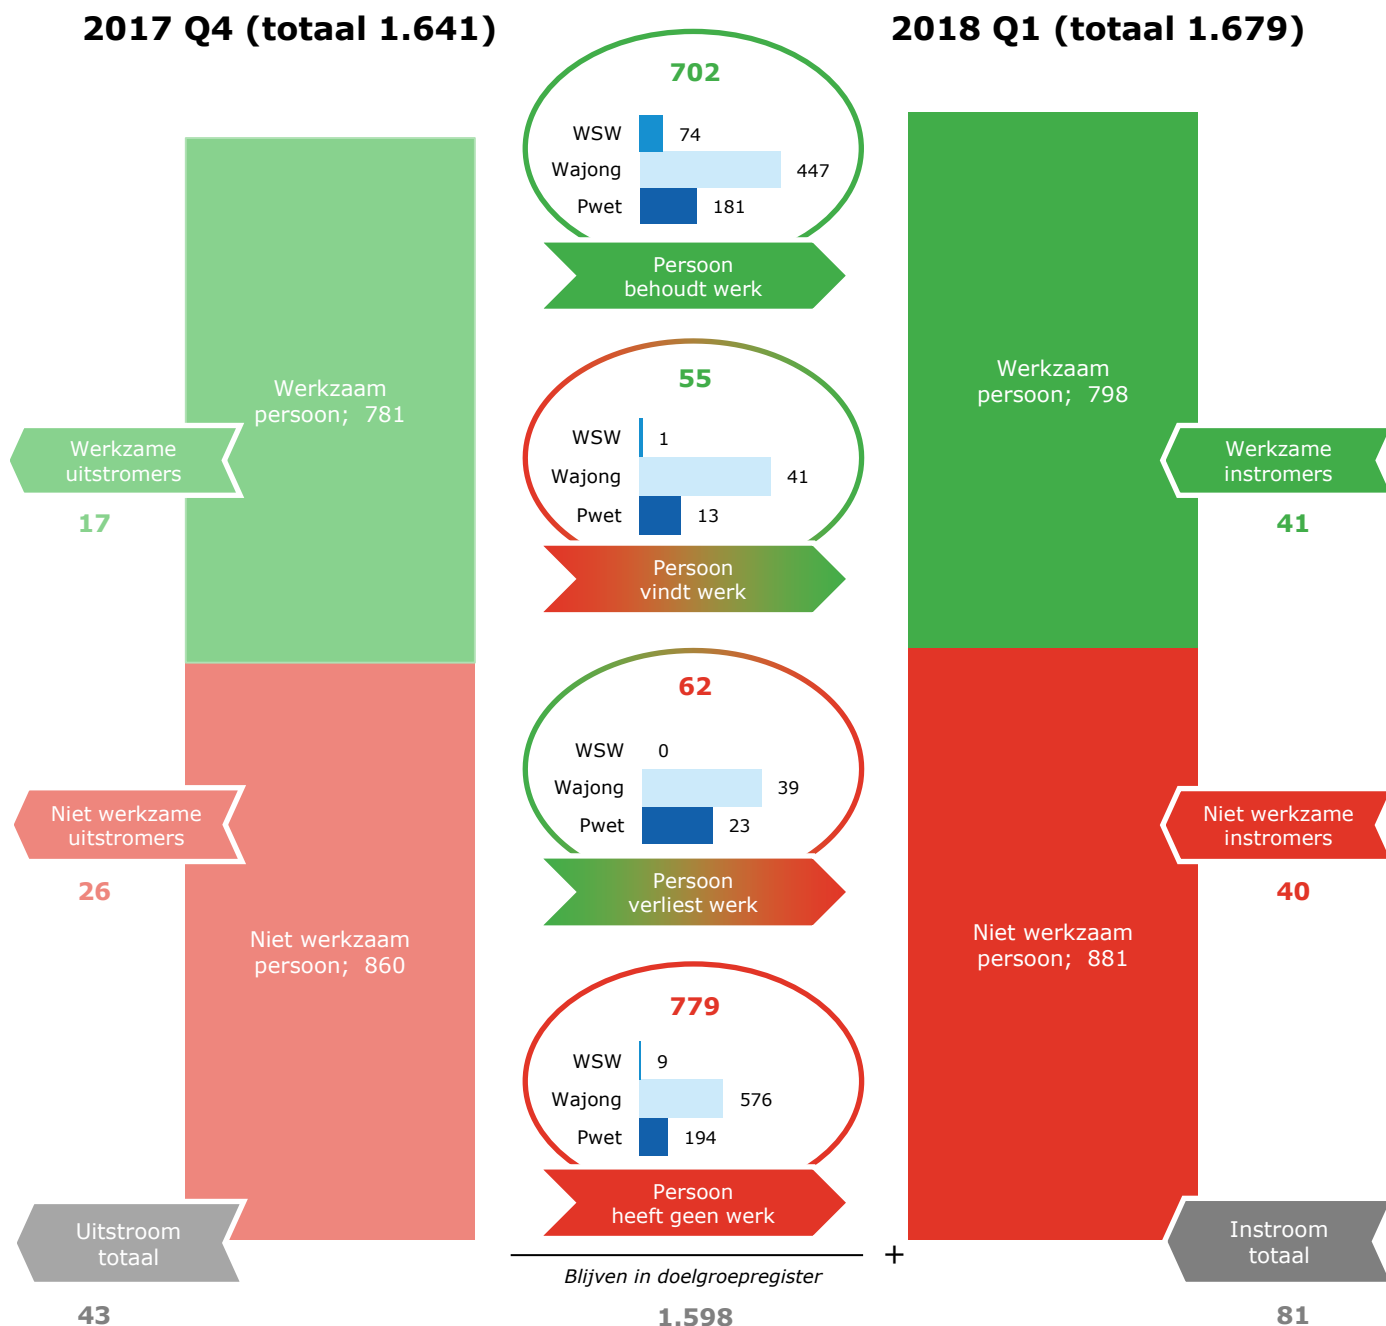 2017 Q4 (totaal 1.641)
2018 Q1 (totaal 1.679)
702
WSW 74
Wajong 447
Pwet 181
Persoon
behoudt werk
55
WSW 1
Wajong 41
Pwet 13
Persoon
vindt werk
62
WSW 0
Wajong 39
Pwet 23
Persoon
verliest werk
779
WSW 9
Wajong 576
Pwet 194
Persoon
heeft geen werk
Blijven in doelgroepregister
1.598
+
Werkzaam
persoon; 781
Werkzame
uitstromers
17
Niet werkzame
uitstromers
26
Niet werkzaam
persoon; 860
Uitstroom
totaal
43
Werkzaam
persoon; 798
Werkzame
instromers
41
Niet werkzame
instromers
40
Niet werkzaam
persoon; 881
Instroom
totaal
81